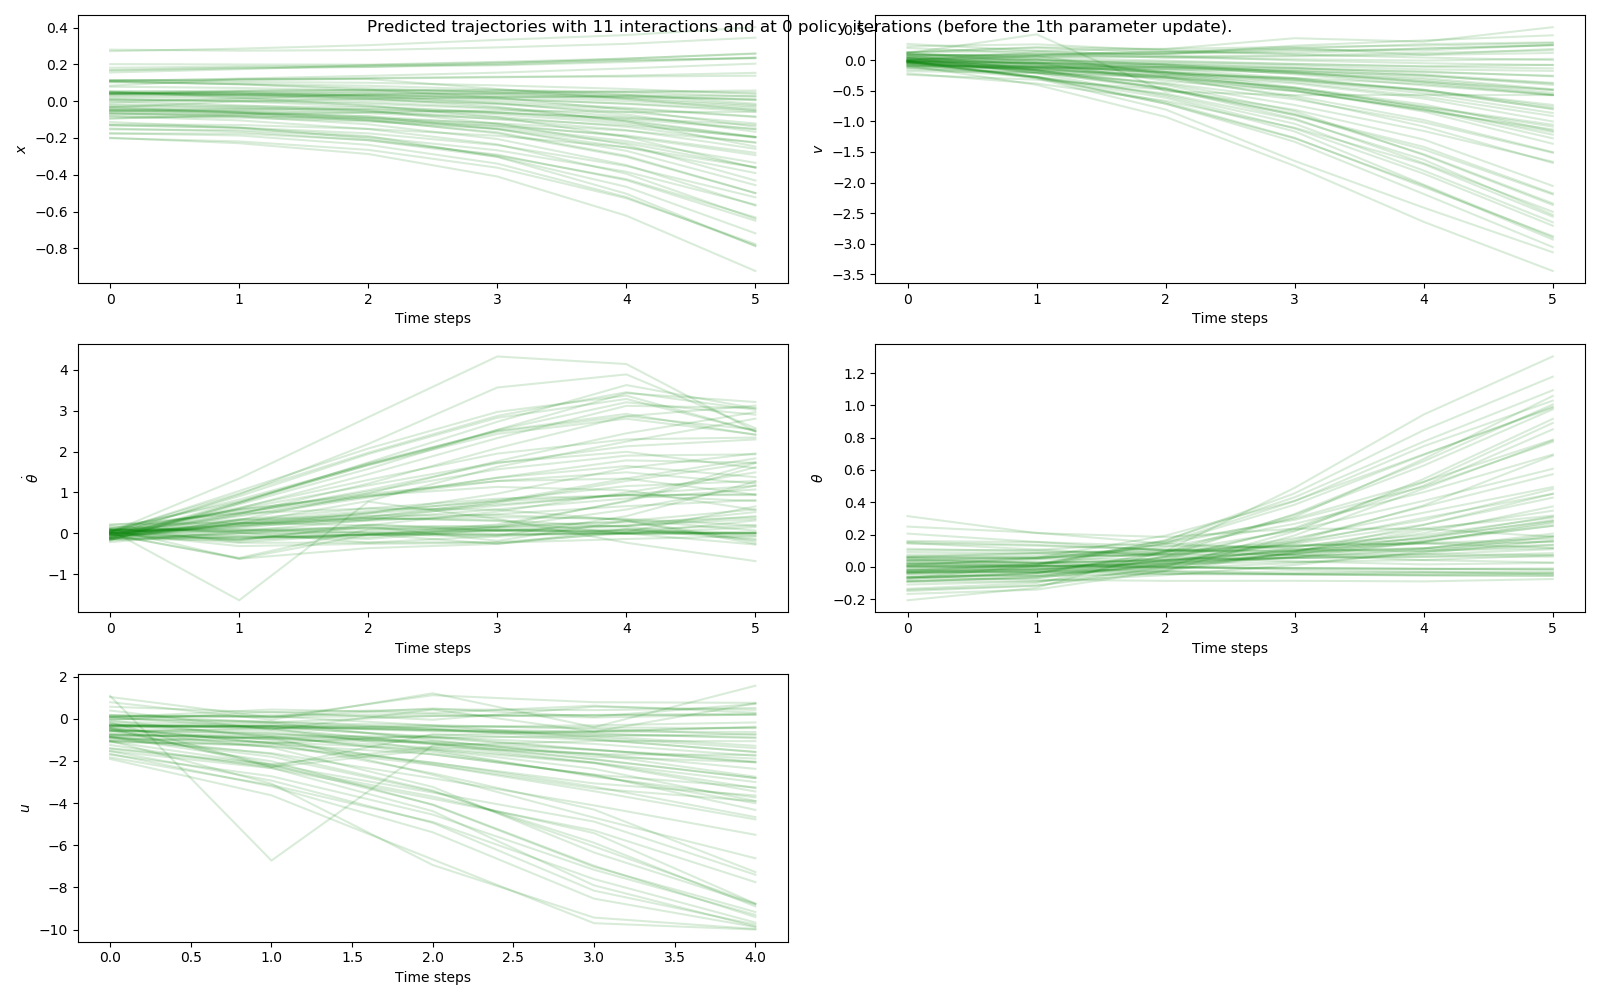 Predicted trajectories with 11 interactions and at 0 policy iterations (before the 1th parameter update).
0.4
0.2
0.0
−0.2
−0.4
−0.6
−0.8
x
0 1 2 3 4 5
Time steps
0.5
0.0
−0.5
−1.0
−1.5
−2.0
−2.5
−3.0
−3.5
v
0 1 2 3 4 5
Time steps
4
3
2
1
0
−1
θ̇
0 1 2 3 4 5
Time steps
1.2
1.0
0.8
0.6
0.4
0.2
0.0
−0.2
θ
0 1 2 3 4 5
Time steps
2
0
−2
−4
−6
−8
−10
u
0.0 0.5 1.0 1.5 2.0 2.5 3.0 3.5 4.0
Time steps